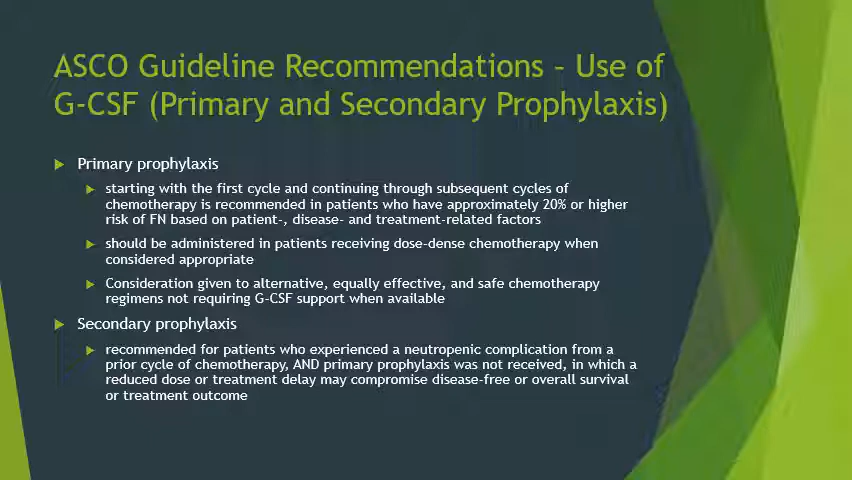 ASCO Guideline Recommendations – Use of
G-CSF (Primary and Secondary Prophylaxis)
Primary prophylaxis
starting with the first cycle and continuing through subsequent cycles of
chemotherapy is recommended in patients who have approximately 20% or higher
risk of FN based on patient-, disease- and treatment-related factors
should be administered in patients receiving dose-dense chemotherapy when
considered appropriate
Consideration given to alternative, equally effective, and safe chemotherapy
regimens not requiring G-CSF support when available
Secondary prophylaxis
recommended for patients who experienced a neutropenic complication from a
prior cycle of chemotherapy, AND primary prophylaxis was not received, in which a
reduced dose or treatment delay may compromise disease-free or overall survival
or treatment outcome